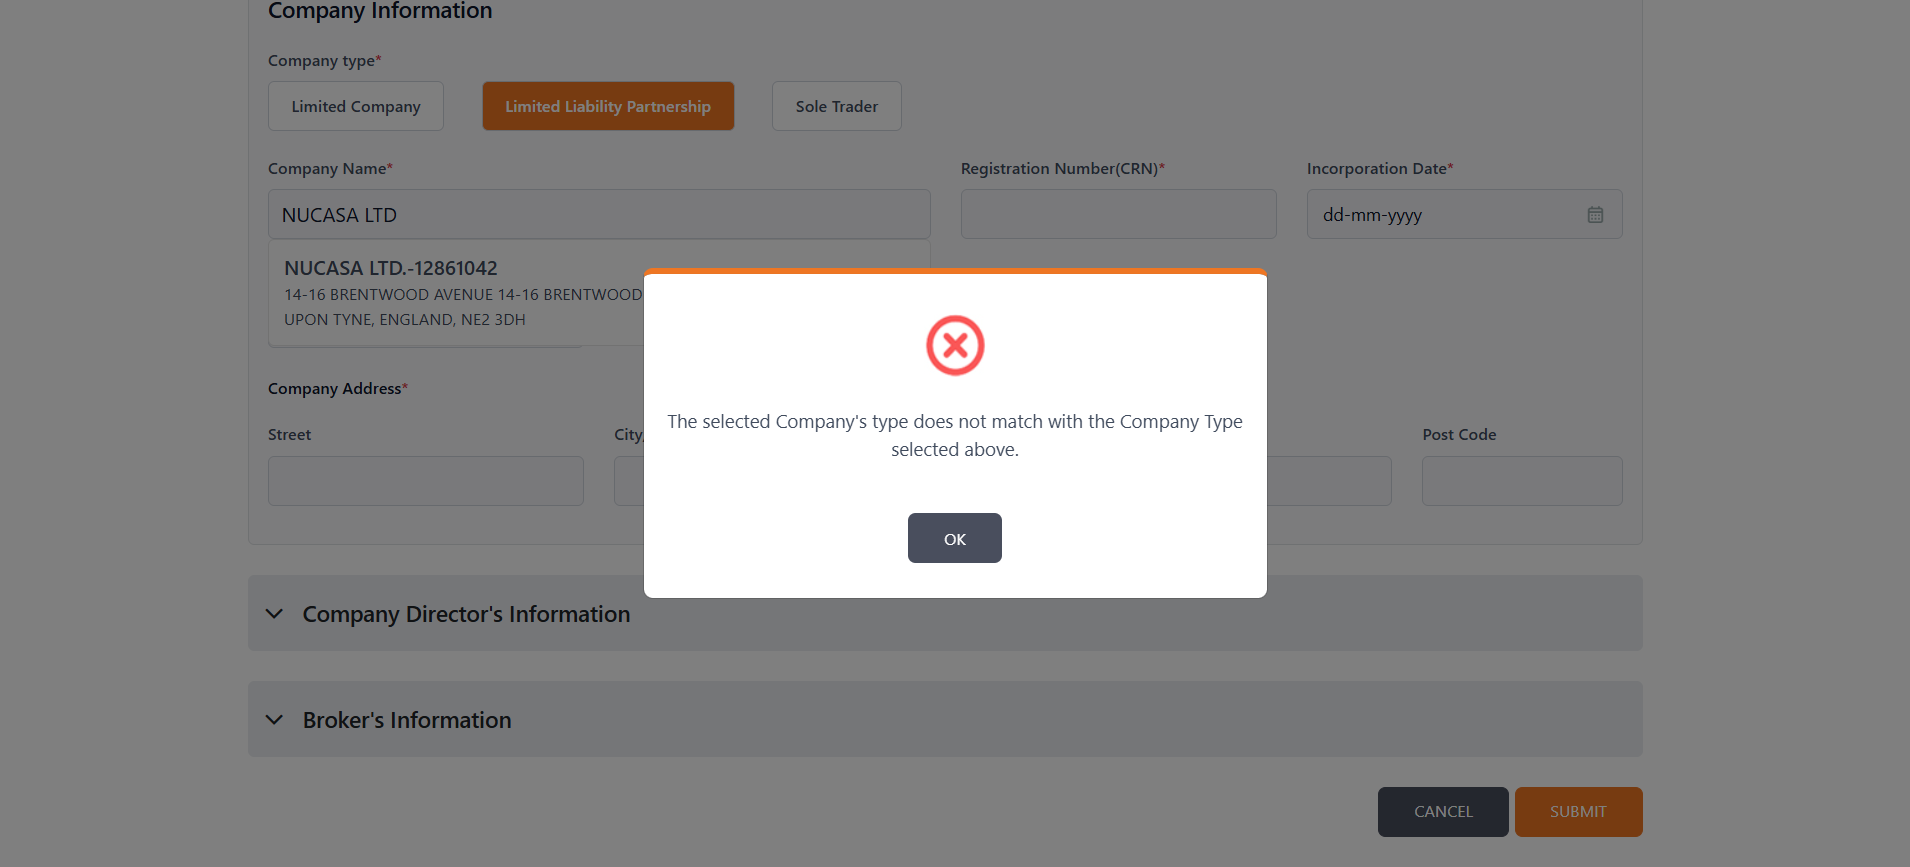 Company Information
Company type*
Limited Company
Limited Liability Partnership
Sole Trader
Company Name*
Registration Number(CRN)*
Incorporation Date*
NUCASA LTD
dd-mm-yyyy
NUCASA LTD.-12861042
14-16 BRENTWOOD AVENUE 14-16 BRENTWOOD
UPON TYNE, ENGLAND, NE2 3DH
The selected Company's type does not match with the Company Type
selected above.
OK
Company Address*
Street
City,
Post Code
Company Director's Information
Broker's Information
CANCEL
SUBMIT